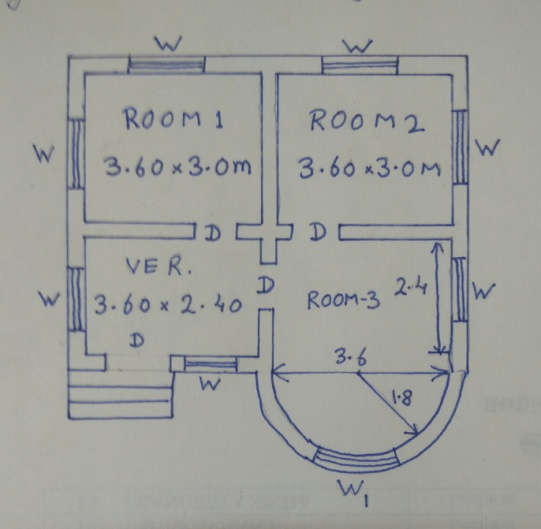 W W
ROOM 1
3.60 x 3.0m
ROOM 2
3.60 x 3.0M
W
W
D
D
VER.
3.60 x 2.40
D
D
ROOM-3
2.4
W
W
W
3.6
1.8
W1